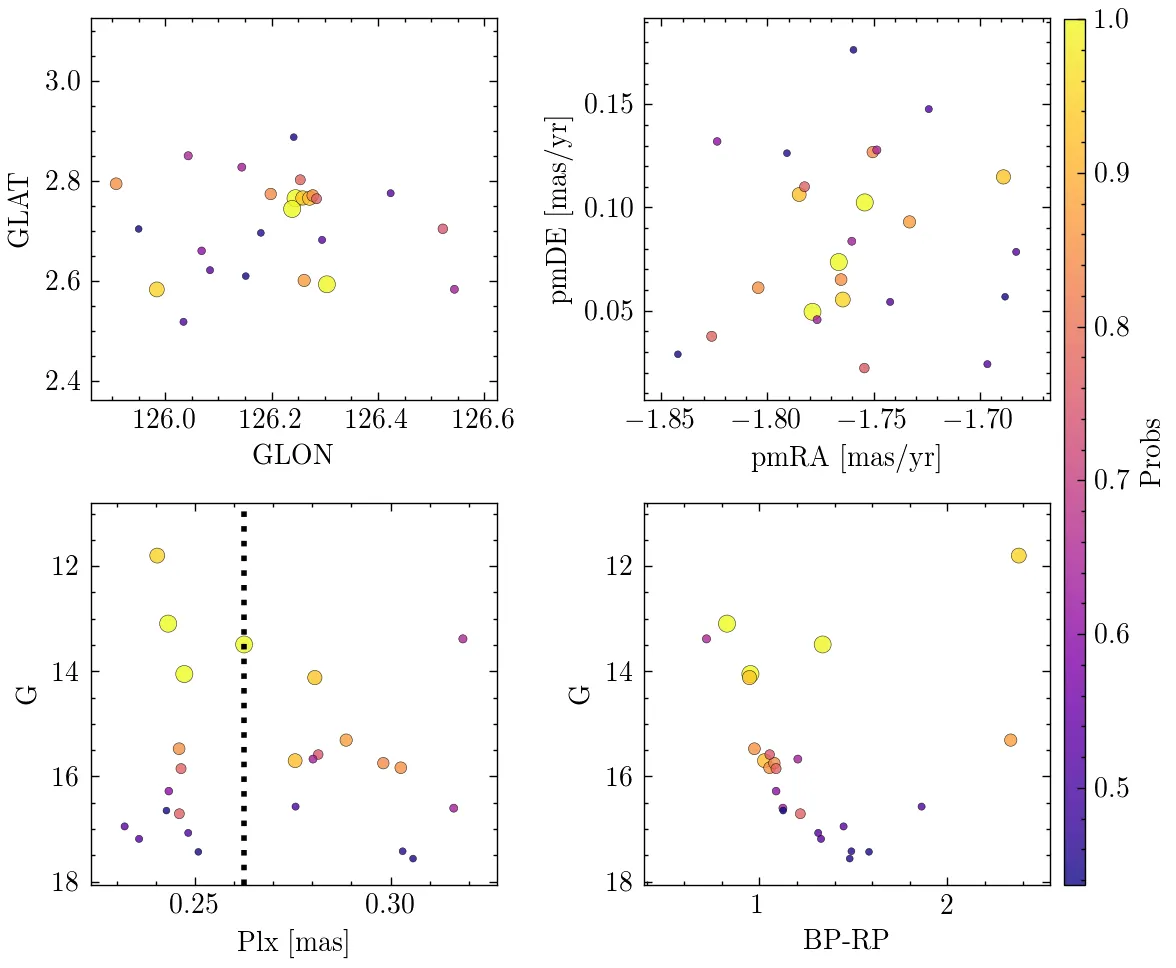 3.0
2.8
2.6
2.4
GLAT
126.0 126.2 126.4 126.6
GLON
0.15
0.10
0.05
pmDE [mas/yr]
−1.85 −1.80 −1.75 −1.70
pmRA [mas/yr]
1.0
0.9
0.8
0.7
0.6
0.5
Probs
12
14
16
18
G
0.25 0.30
Plx [mas]
12
14
16
18
G
1 2
BP-RP